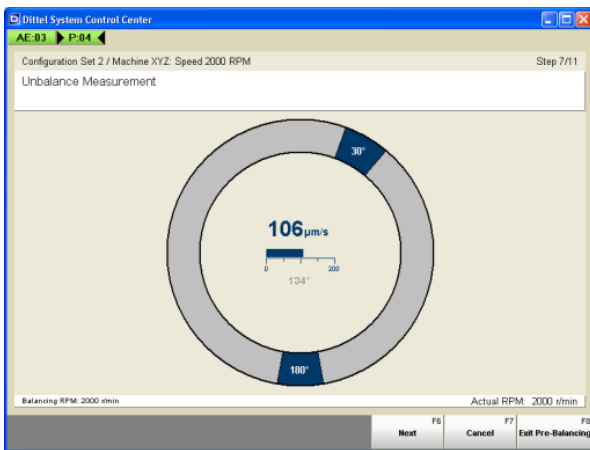 Dittel System Control Center
AE:03 P:04
Configuration Set 2 / Machine XYZ: Speed 2000 RPM Step 7/11
Unbalance Measurement
30°
106 µm/s
0 200
134°
180°
Balancing RPM: 2000 r/min Actual RPM: 2000 r/min
F6 F7 F8
Next Cancel Exit Pre-Balancing